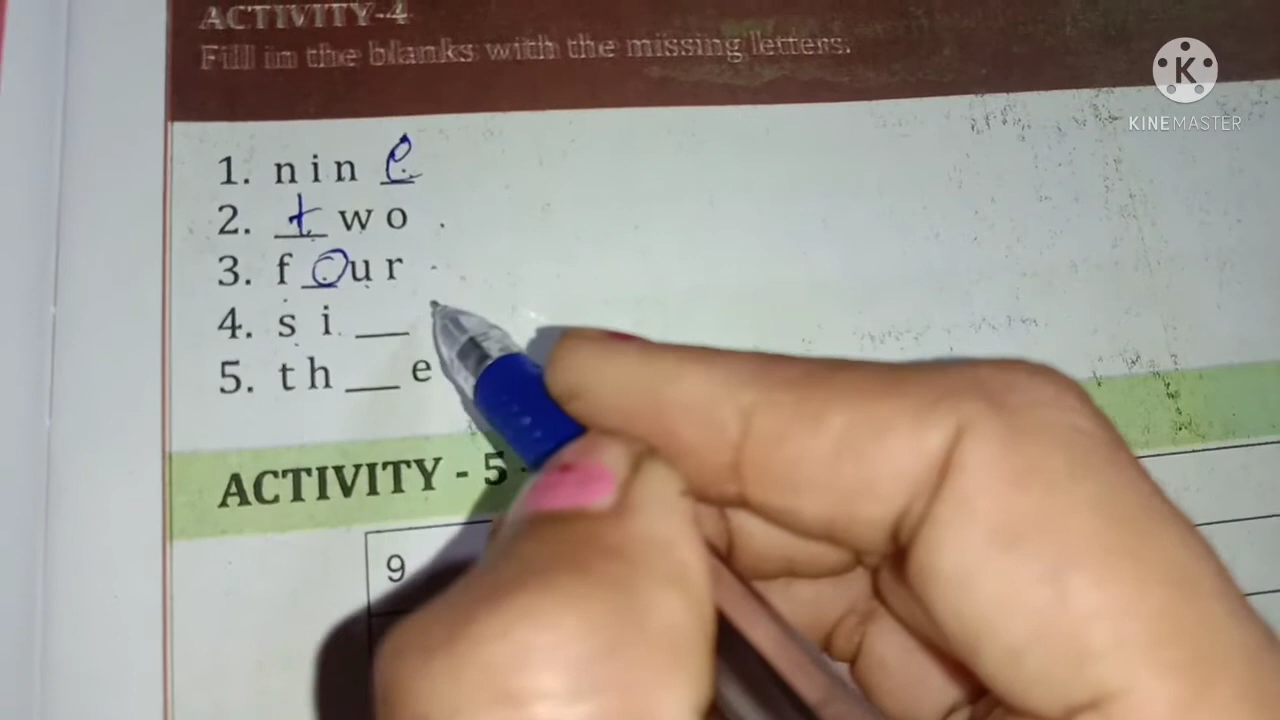 ACTIVITY-4
Fill in the blanks with the missing letters.
KINEMASTER
1. n i n e
2. t w o
3. f o u r
4. s i __
5. t h __ e
ACTIVITY - 5
9